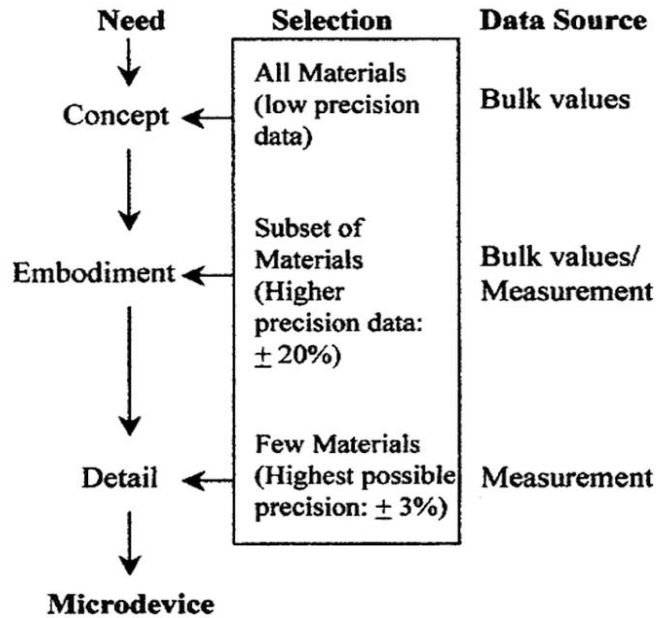 Need
Selection
Data Source
All Materials
(low precision
data)
Concept
Bulk values
Subset of
Materials
(Higher
precision data:
± 20%)
Embodiment
Bulk values/
Measurement
Few Materials
(Highest possible
precision: ± 3%)
Detail
Measurement
Microdevice